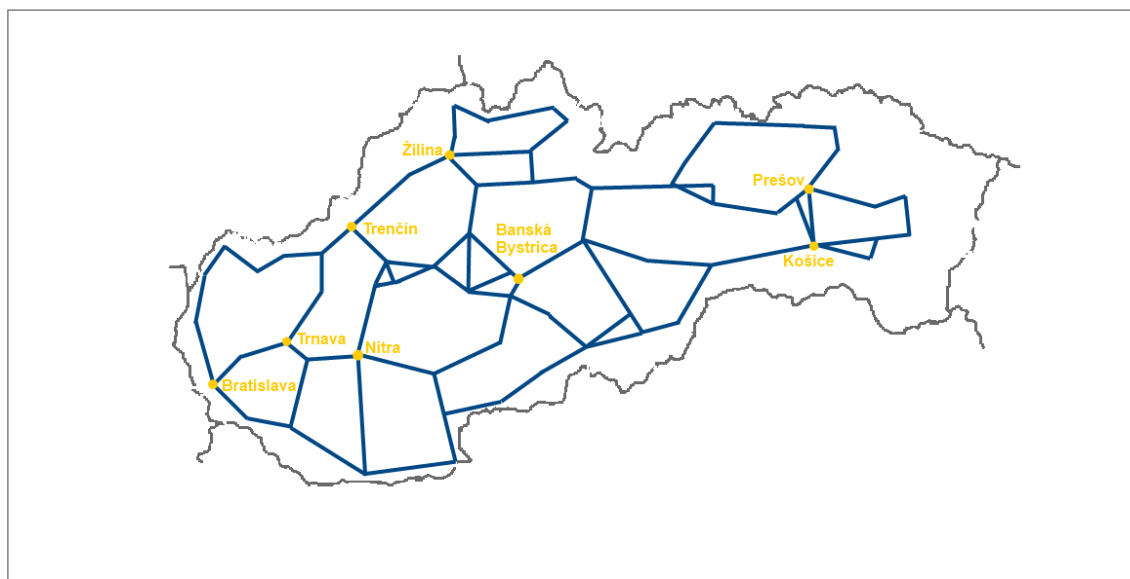 Žilina
Prešov
Trenčín
Banská
Bystrica
Košice
Trnava
Nitra
Bratislava